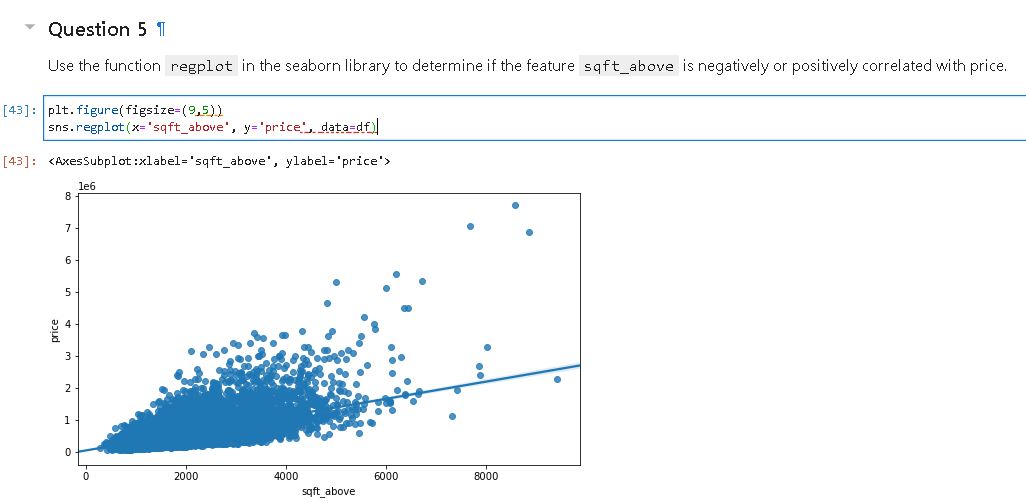 Question 5 ¶
Use the function regplot in the seaborn library to determine if the feature sqft_above is negatively or positively correlated with price.
[43]: plt.figure(figsize=(9,5))
sns.regplot(x='sqft_above', y='price', data=df)
[43]: <AxesSubplot:xlabel='sqft_above', ylabel='price'>
1e6
8
7
6
5
4
3
2
1
0
price
0 2000 4000 6000 8000
sqft_above